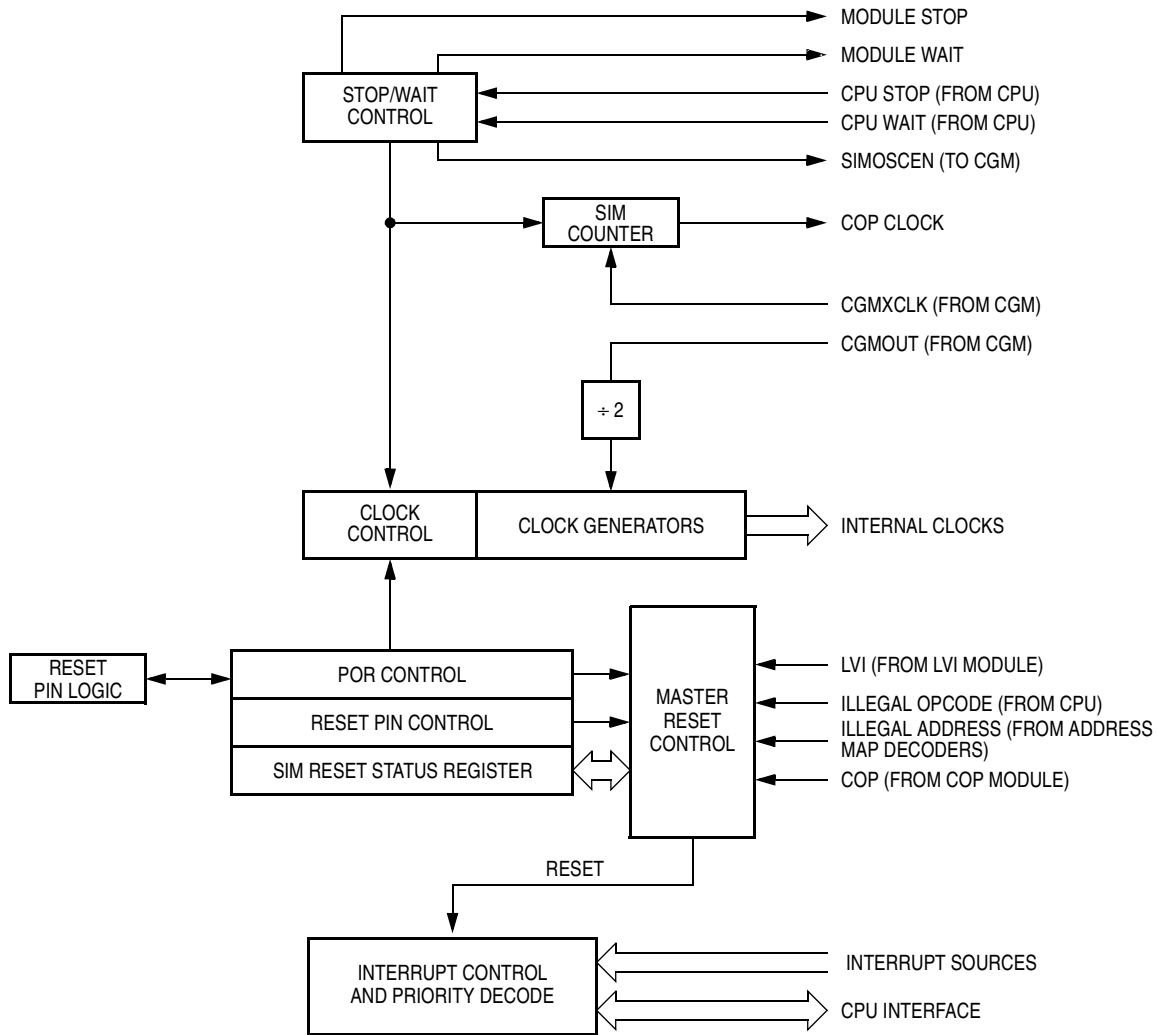 MODULE STOP
MODULE WAIT
STOP/WAIT
CONTROL
CPU STOP (FROM CPU)
CPU WAIT (FROM CPU)
SIMOSCEN (TO CGM)
SIM
COUNTER
COP CLOCK
CGMXCLK (FROM CGM)
CGMOUT (FROM CGM)
÷ 2
CLOCK
CONTROL
CLOCK GENERATORS
INTERNAL CLOCKS
RESET
PIN LOGIC
POR CONTROL
RESET PIN CONTROL
SIM RESET STATUS REGISTER
MASTER
RESET
CONTROL
LVI (FROM LVI MODULE)
ILLEGAL OPCODE (FROM CPU)
ILLEGAL ADDRESS (FROM ADDRESS
MAP DECODERS)
COP (FROM COP MODULE)
RESET
INTERRUPT CONTROL
AND PRIORITY DECODE
INTERRUPT SOURCES
CPU INTERFACE